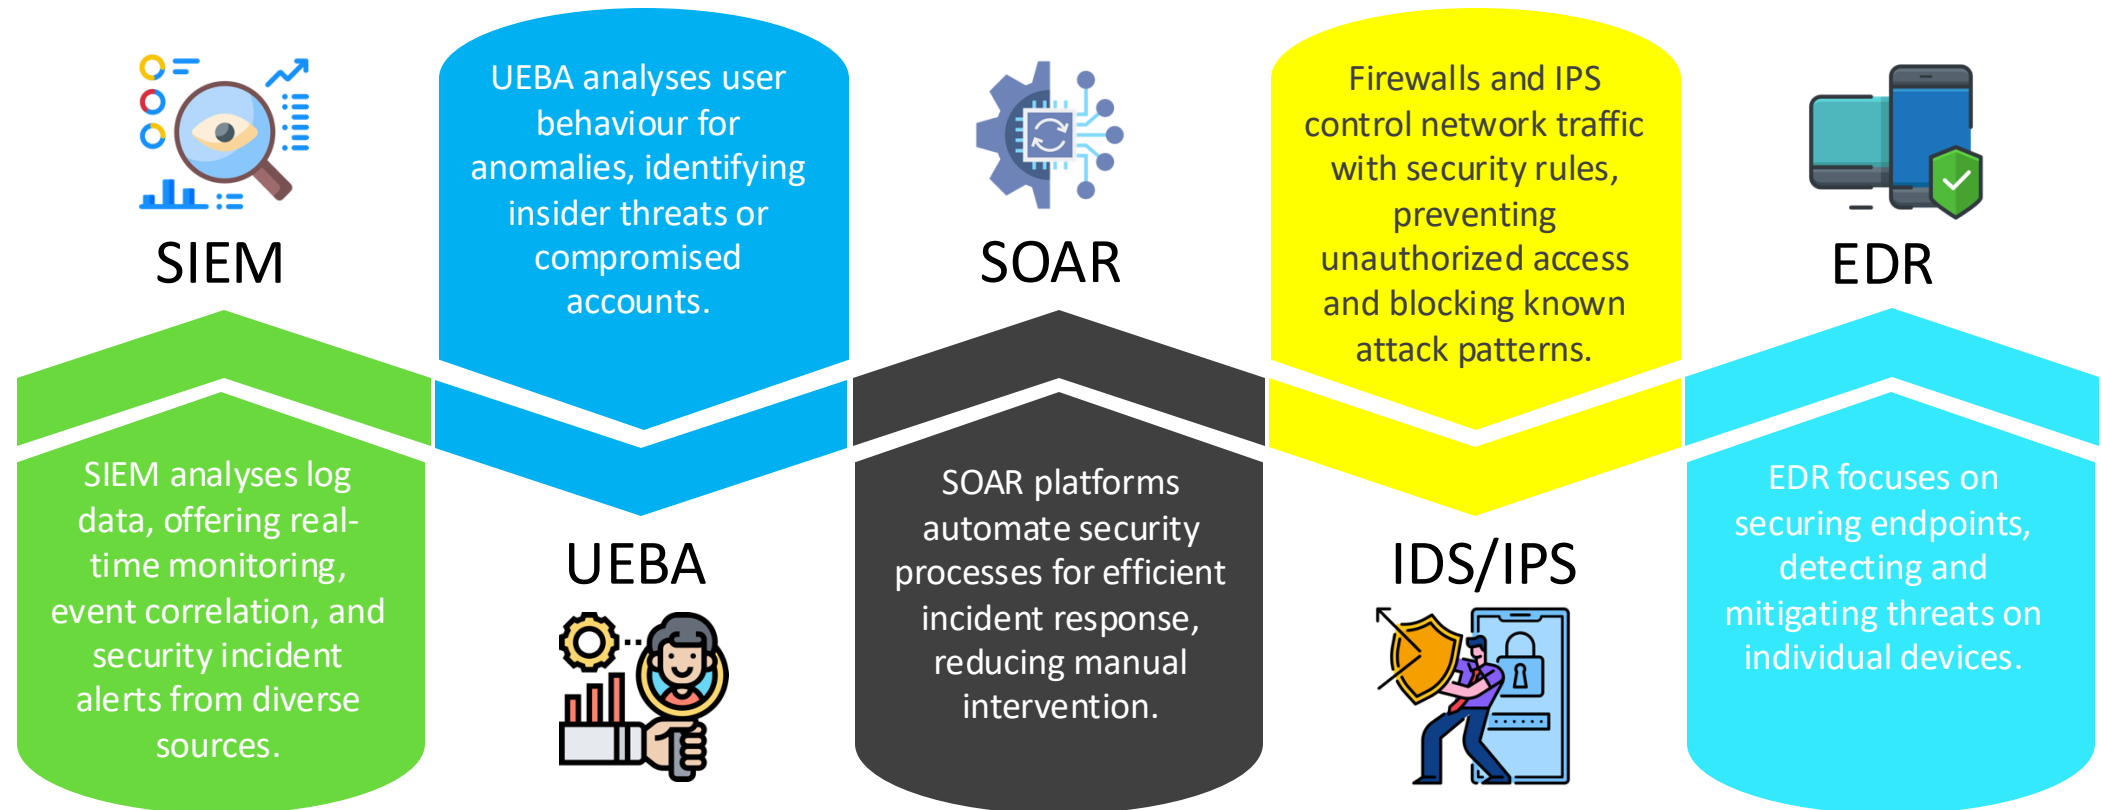 SIEM
SIEM analyses log
data, offering real-
time monitoring,
event correlation, and
security incident
alerts from diverse
sources.
UEBA analyses user
behaviour for
anomalies, identifying
insider threats or
compromised
accounts.
UEBA
SOAR
SOAR platforms
automate security
processes for efficient
incident response,
reducing manual
intervention.
Firewalls and IPS
control network traffic
with security rules,
preventing
unauthorized access
and blocking known
attack patterns.
IDS/IPS
EDR
EDR focuses on
securing endpoints,
detecting and
mitigating threats on
individual devices.